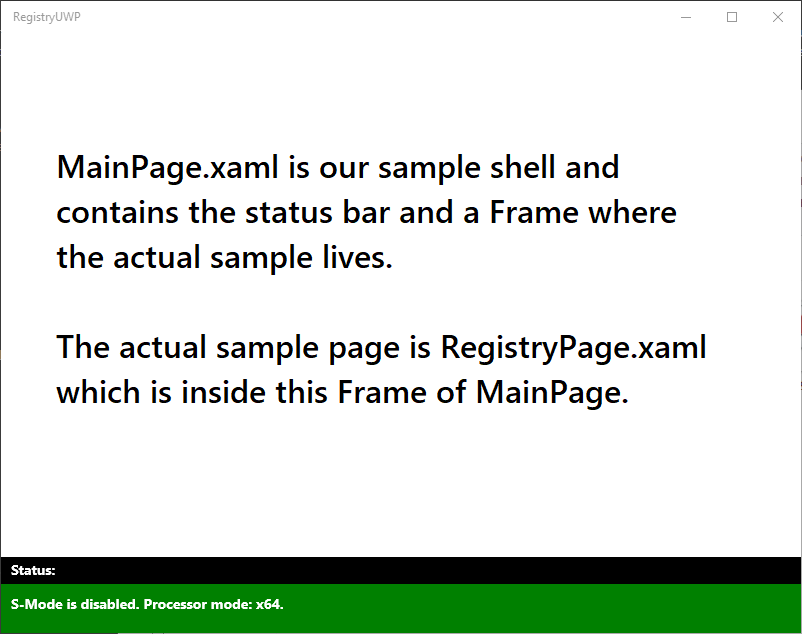 RegistryUWP
MainPage.xaml is our sample shell and
contains the status bar and a Frame where
the actual sample lives.
The actual sample page is RegistryPage.xaml
which is inside this Frame of MainPage.
Status:
S-Mode is disabled. Processor mode: x64.